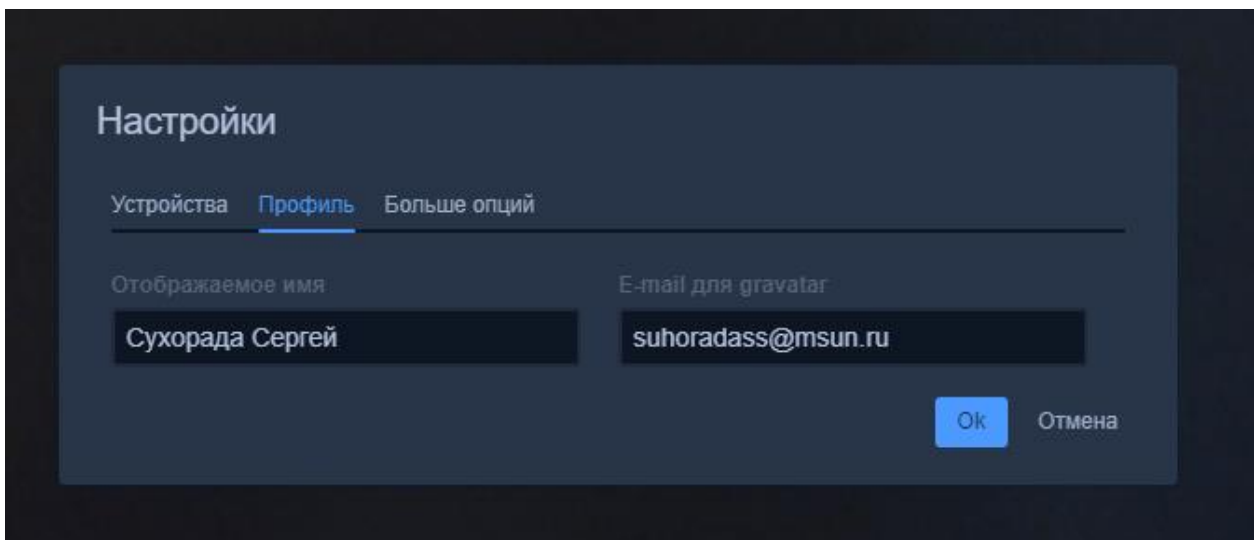 Настройки
Устройства Профиль Больше опций
Отображаемое имя E-mail для gravatar
Сухорада Сергей suhoradass@msun.ru
Ok Отмена